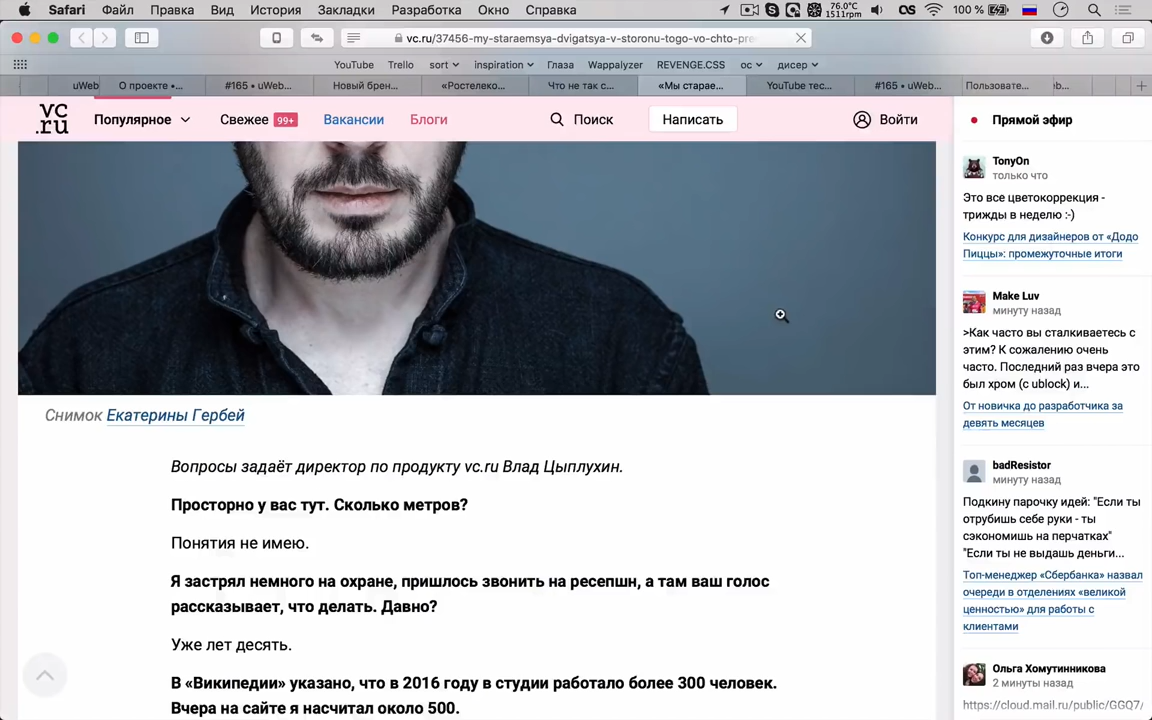 Safari Файл Правка Вид История Закладки Разработка Окно Справка 76.0°C 1511rpm 100 %
vc.ru/37456-my-staraemsya-dvigatsya-v-storonu-togo-vo-chto-pre
YouTube Trello sort inspiration Глаза Wappalyzer REVENGE.CSS ос дисер
uWeb О проекте •... #165 • uWeb... Новый брен... «Ростелеко... Что не так с... «Мы старае... YouTube тес... #165 • uWeb... Пользовате... eb...
vc.ru Популярное Свежее 99+ Вакансии Блоги Поиск Написать Войти
Снимок Екатерины Гербей
Вопросы задаёт директор по продукту vc.ru Влад Цыплухин.
Просторно у вас тут. Сколько метров?
Понятия не имею.
Я застрял немного на охране, пришлось звонить на ресепшн, а там ваш голос
рассказывает, что делать. Давно?
Уже лет десять.
В «Википедии» указано, что в 2016 году в студии работало более 300 человек.
Вчера на сайте я насчитал около 500.
Прямой эфир
TonyOn
только что
Это все цветокоррекция -
трижды в неделю :-)
Конкурс для дизайнеров от «Додо
Пиццы»: промежуточные итоги
Make Luv
минуту назад
>Как часто вы сталкиваетесь с
этим? К сожалению очень
часто. Последний раз вчера это
был хром (с ublock) и...
От новичка до разработчика за
девять месяцев
badResistor
минуту назад
Подкину парочку идей: "Если ты
отрубишь себе руки - ты
сэкономишь на перчатках"
"Если ты не выдашь деньги...
Топ-менеджер «Сбербанка» назвал
очереди в отделениях «великой
ценностью» для работы с
клиентами
Ольга Хомутинникова
2 минуты назад
https://cloud.mail.ru/public/GGQ7/